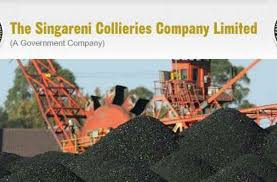 The Singareni Collieries Company Limited
(A Government Company)